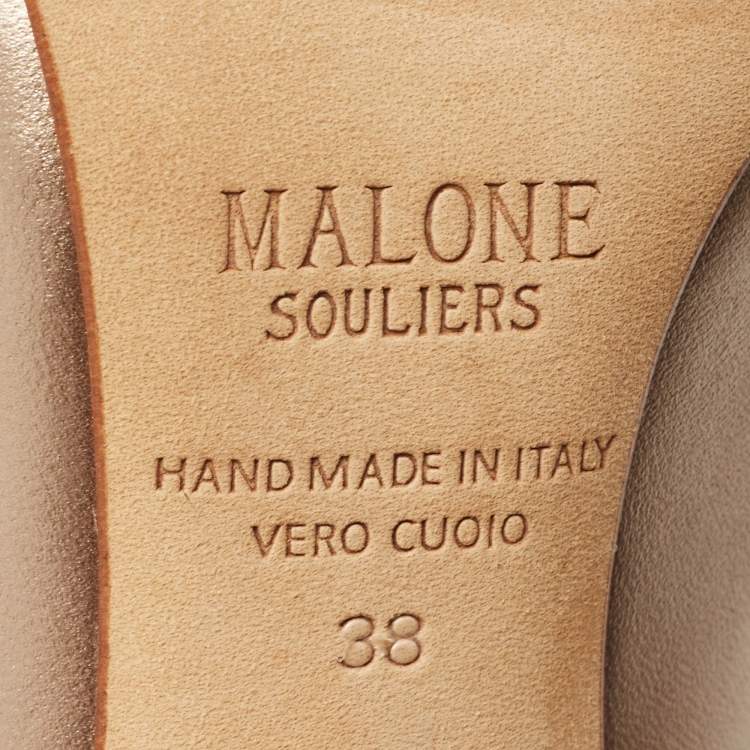 MALONE
SOULIERS
HAND MADE IN ITALY
VERO CUOIO
38